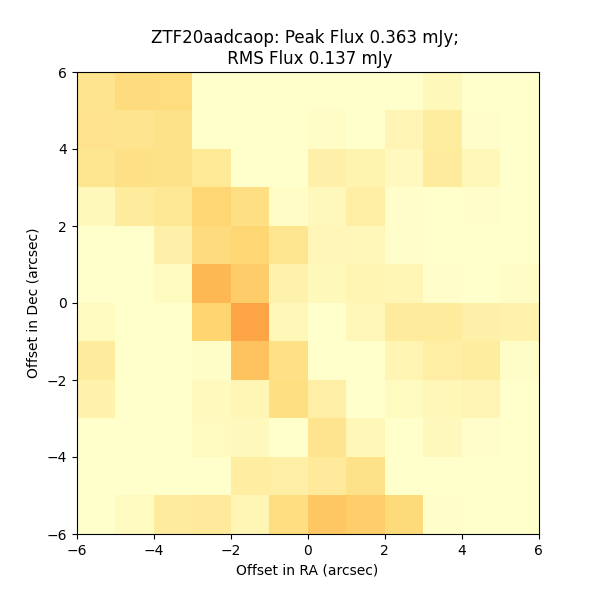 ZTF20aadcaop: Peak Flux 0.363 mJy;
RMS Flux 0.137 mJy
6
4
2
0
−2
−4
−6
Offset in Dec (arcsec)
−6 −4 −2 0 2 4 6
Offset in RA (arcsec)